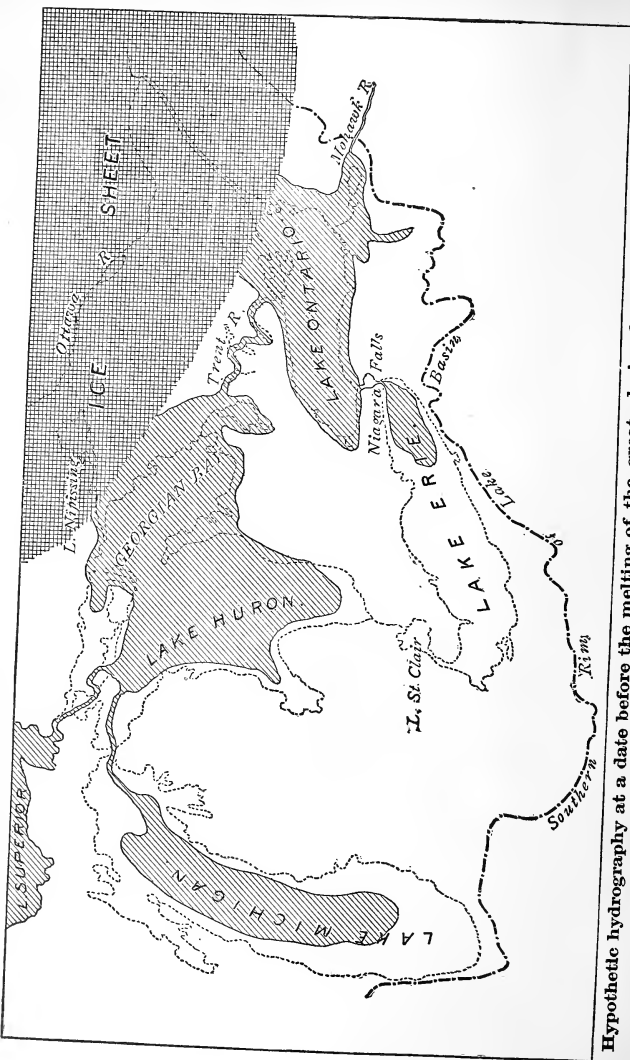 L. SUPERIOR
ICE SHEET
Ottawa R
L. Nipissing
GEORGIAN BAY
Trent R
LAKE HURON.
LAKE ONTARIO
Mohawk R
LAKE MICHIGAN.
Niagara Falls
LAKE ERIE.
L. St. Clair
Southern Rim of Lake Basin
Hypothetic hydrography at a date before the melting of the great